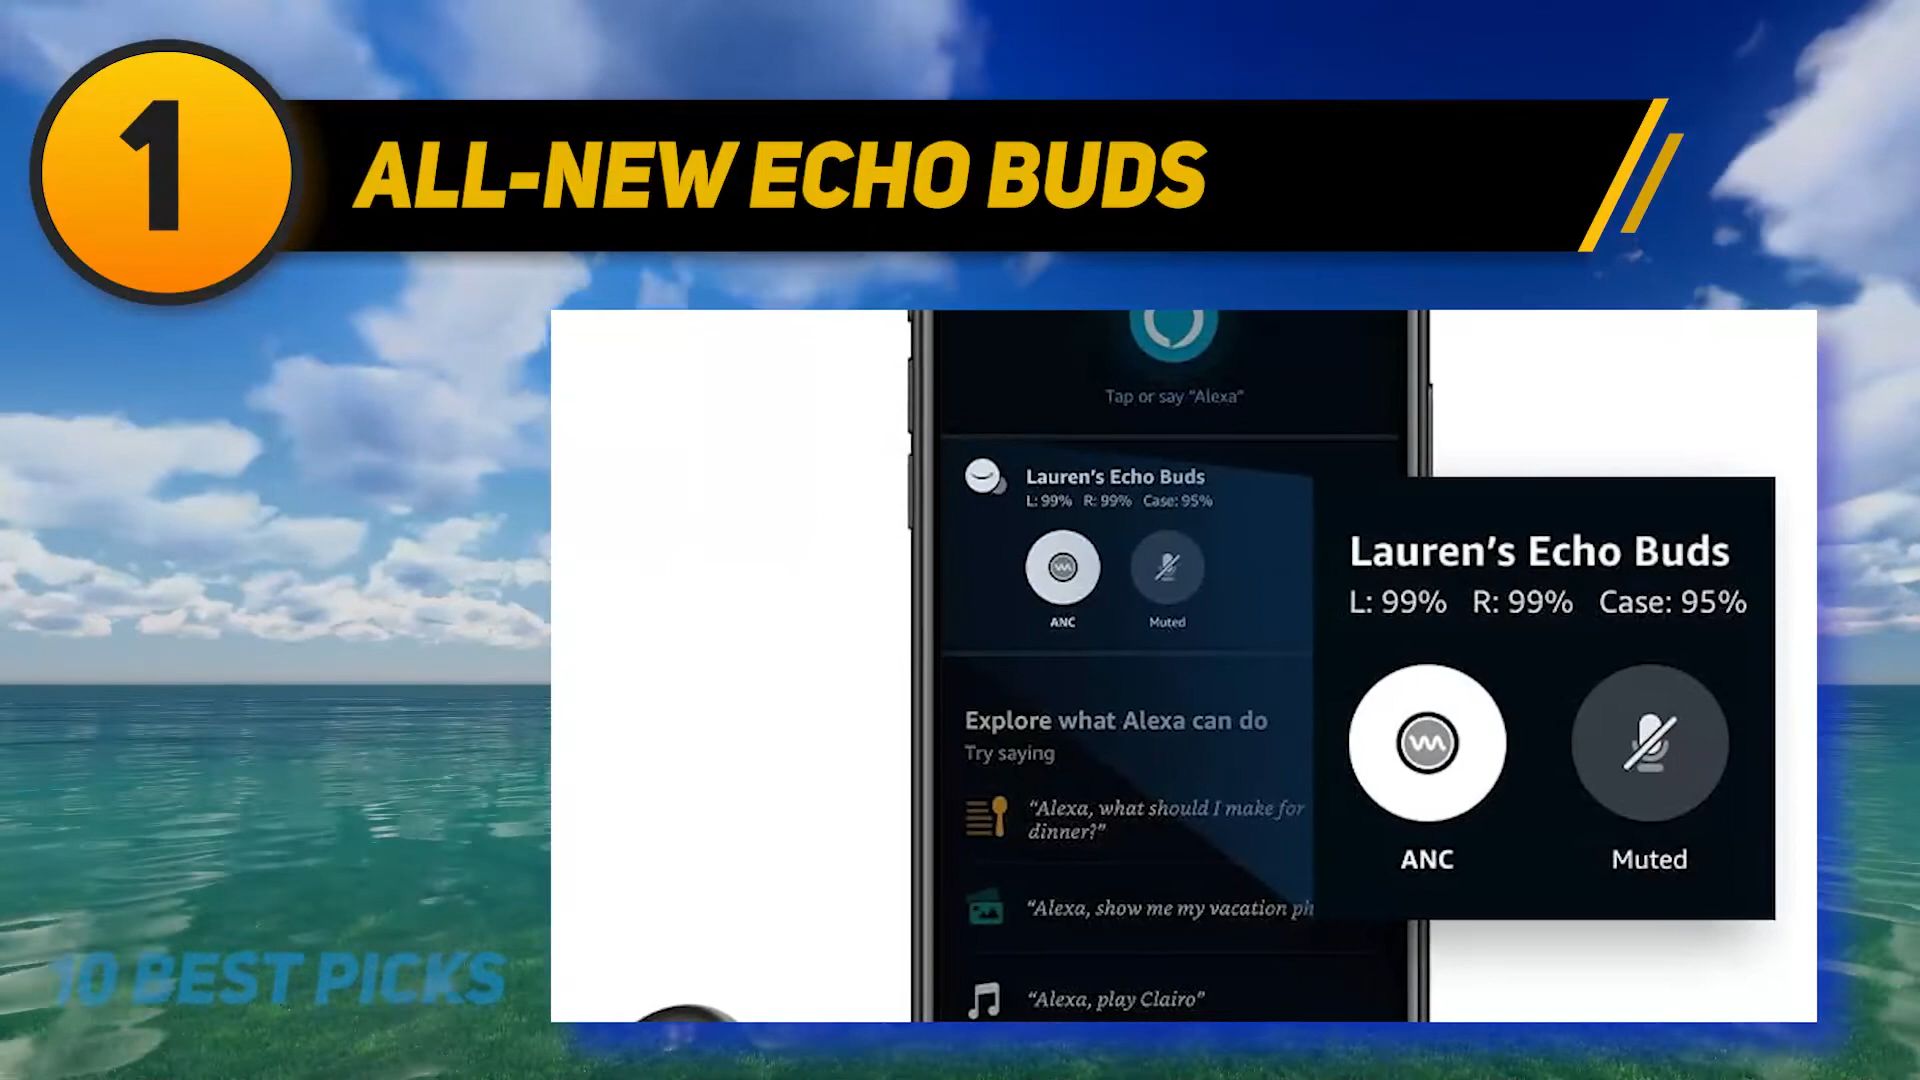 1
ALL-NEW ECHO BUDS
Tap or say “Alexa”
Lauren’s Echo Buds
L: 99% R: 99% Case: 95%
ANC Muted
Explore what Alexa can do
Try saying
“Alexa, what should I make for
dinner?”
“Alexa, show me my vacation ph
“Alexa, play Clairo”
Lauren’s Echo Buds
L: 99% R: 99% Case: 95%
ANC Muted
10 BEST PICKS